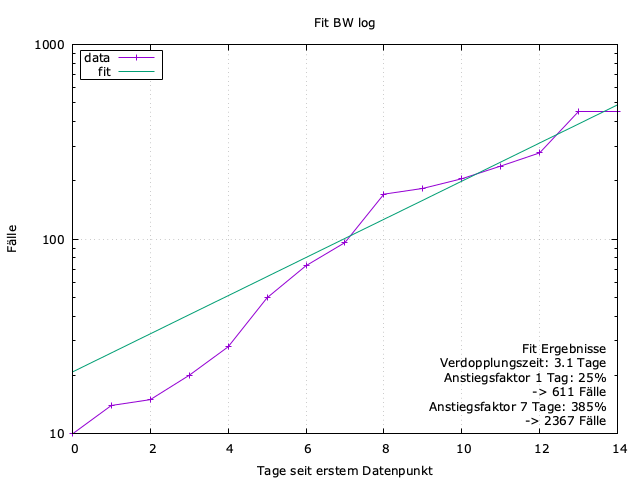 Fit BW log
1000
100
10
Fälle
data
fit
Fit Ergebnisse
Verdopplungszeit: 3.1 Tage
Anstiegsfaktor 1 Tag: 25%
-> 611 Fälle
Anstiegsfaktor 7 Tage: 385%
-> 2367 Fälle
0 2 4 6 8 10 12 14
Tage seit erstem Datenpunkt